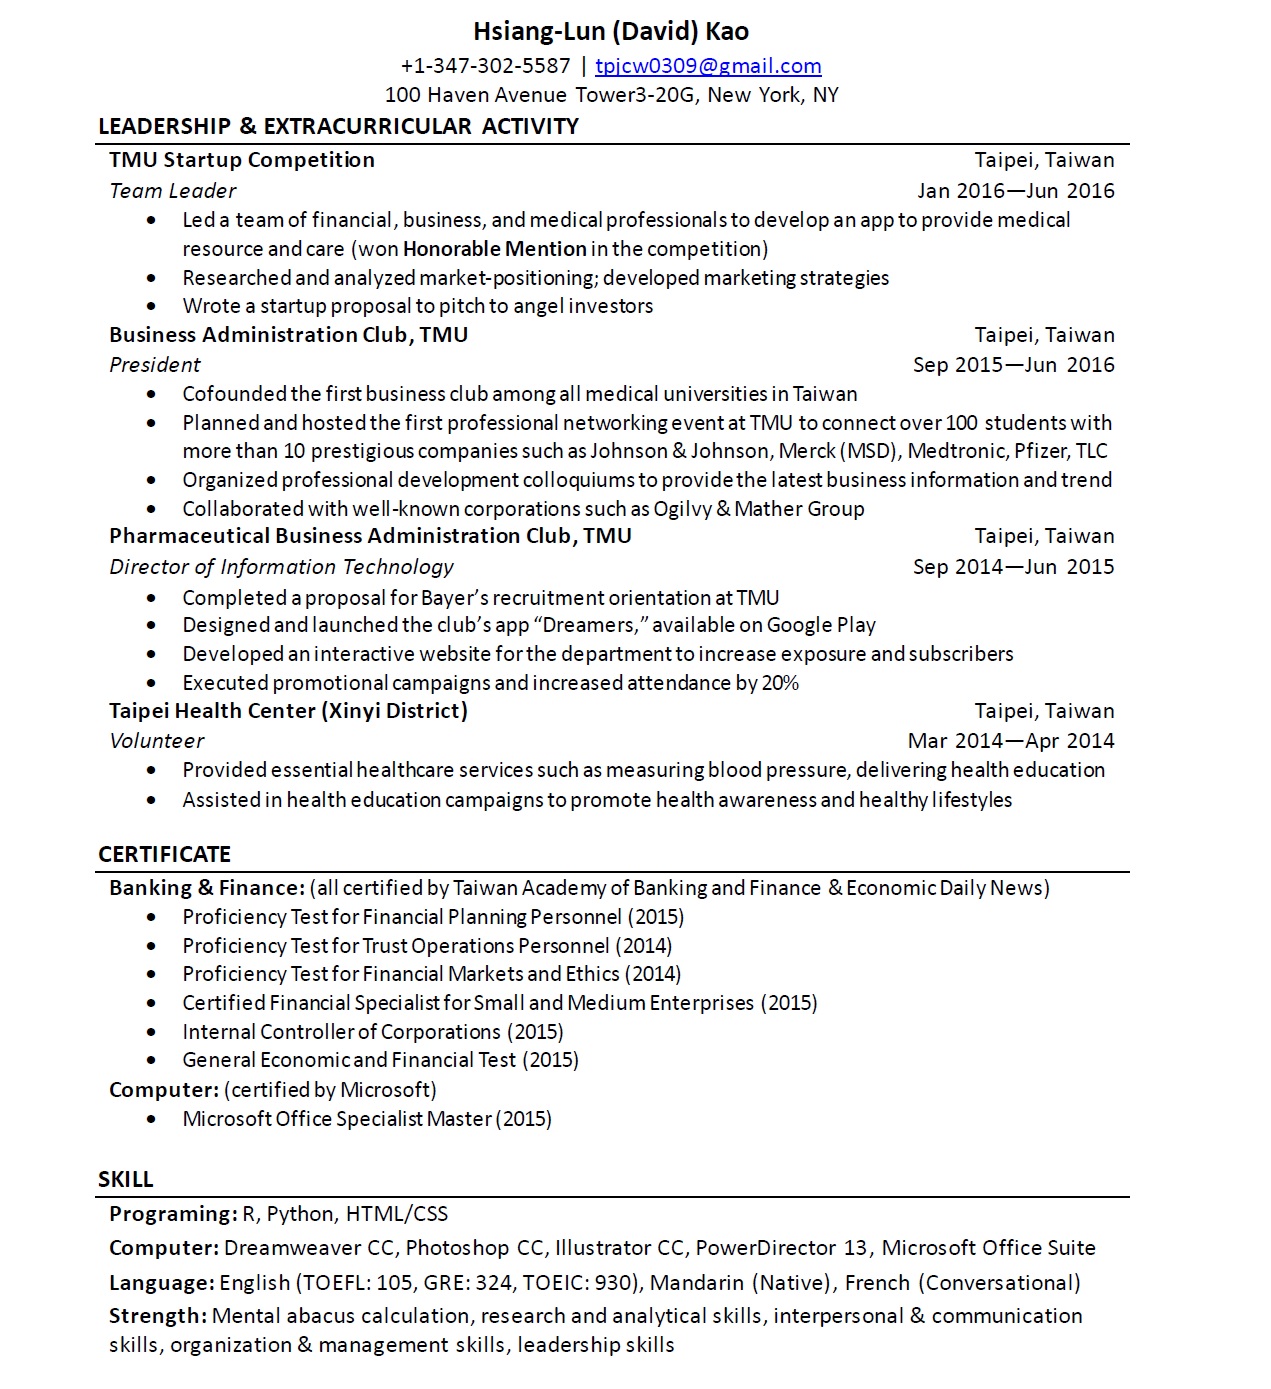 Hsiang-Lun (David) Kao
+1-347-302-5587 | tpjcw0309@gmail.com
100 Haven Avenue Tower3-20G, New York, NY
LEADERSHIP & EXTRACURRICULAR ACTIVITY
TMU Startup Competition Taipei, Taiwan
Team Leader Jan 2016—Jun 2016
• Led a team of financial, business, and medical professionals to develop an app to provide medical
resource and care (won Honorable Mention in the competition)
• Researched and analyzed market-positioning; developed marketing strategies
• Wrote a startup proposal to pitch to angel investors
Business Administration Club, TMU Taipei, Taiwan
President Sep 2015—Jun 2016
• Cofounded the first business club among all medical universities in Taiwan
• Planned and hosted the first professional networking event at TMU to connect over 100 students with
more than 10 prestigious companies such as Johnson & Johnson, Merck (MSD), Medtronic, Pfizer, TLC
• Organized professional development colloquiums to provide the latest business information and trend
• Collaborated with well-known corporations such as Ogilvy & Mather Group
Pharmaceutical Business Administration Club, TMU Taipei, Taiwan
Director of Information Technology Sep 2014—Jun 2015
• Completed a proposal for Bayer’s recruitment orientation at TMU
• Designed and launched the club’s app “Dreamers,” available on Google Play
• Developed an interactive website for the department to increase exposure and subscribers
• Executed promotional campaigns and increased attendance by 20%
Taipei Health Center (Xinyi District) Taipei, Taiwan
Volunteer Mar 2014—Apr 2014
• Provided essential healthcare services such as measuring blood pressure, delivering health education
• Assisted in health education campaigns to promote health awareness and healthy lifestyles
CERTIFICATE
Banking & Finance: (all certified by Taiwan Academy of Banking and Finance & Economic Daily News)
• Proficiency Test for Financial Planning Personnel (2015)
• Proficiency Test for Trust Operations Personnel (2014)
• Proficiency Test for Financial Markets and Ethics (2014)
• Certified Financial Specialist for Small and Medium Enterprises (2015)
• Internal Controller of Corporations (2015)
• General Economic and Financial Test (2015)
Computer: (certified by Microsoft)
• Microsoft Office Specialist Master (2015)
SKILL
Programing: R, Python, HTML/CSS
Computer: Dreamweaver CC, Photoshop CC, Illustrator CC, PowerDirector 13, Microsoft Office Suite
Language: English (TOEFL: 105, GRE: 324, TOEIC: 930), Mandarin (Native), French (Conversational)
Strength: Mental abacus calculation, research and analytical skills, interpersonal & communication
skills, organization & management skills, leadership skills